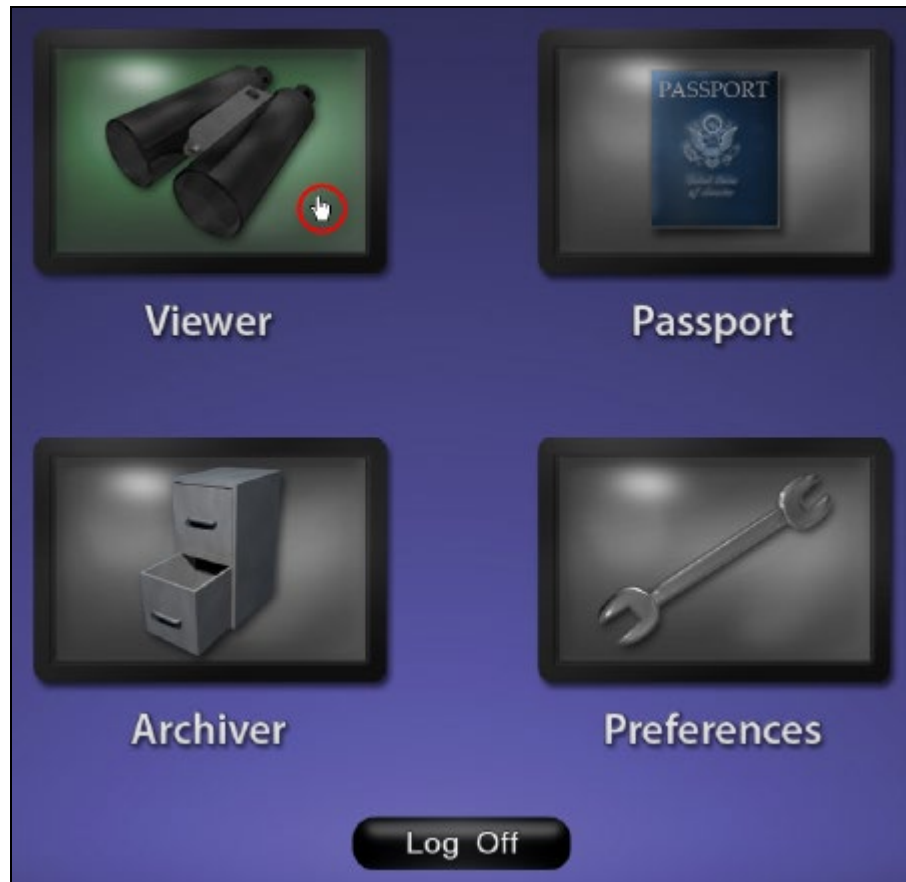 PASSPORT
Viewer
Passport
Archiver
Preferences
Log Off